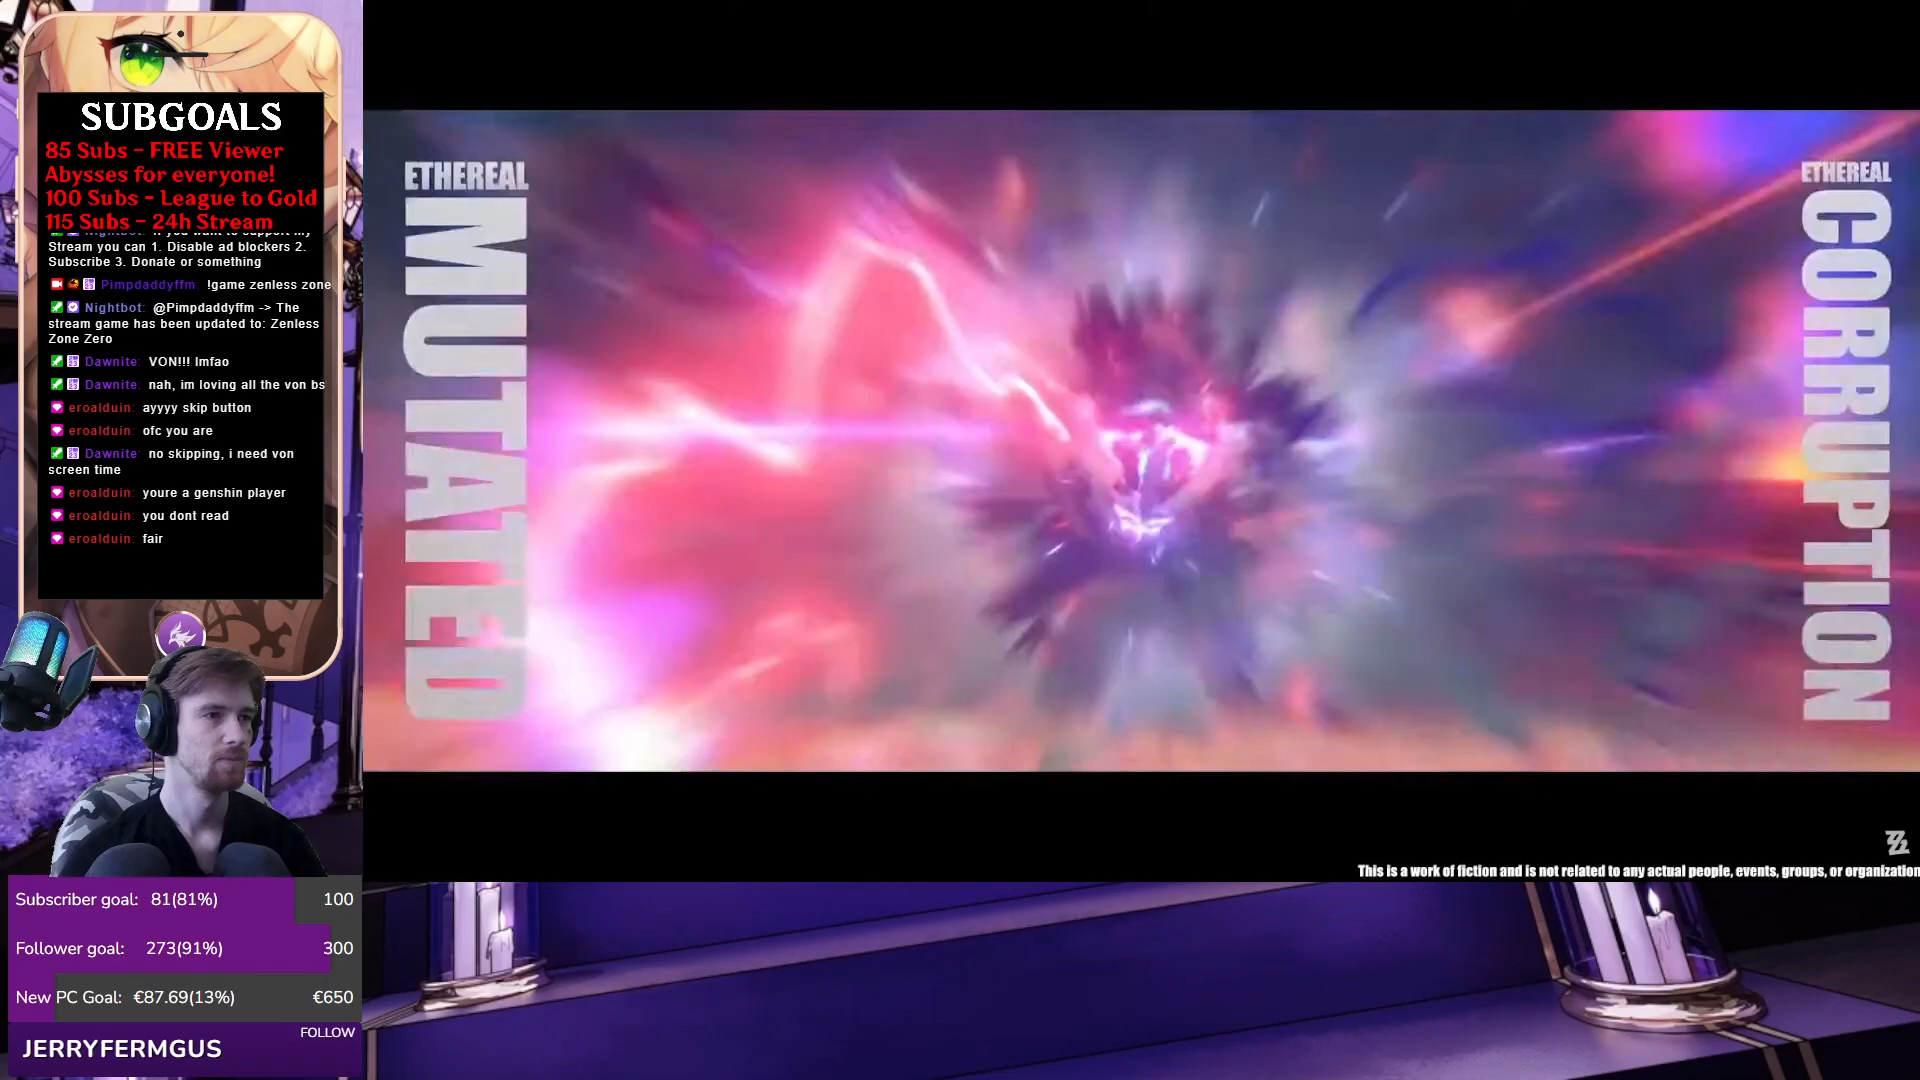 SUBGOALS
85 Subs - FREE Viewer
Abysses for everyone!
100 Subs - League to Gold
115 Subs - 24h Stream
Stream you can 1. Disable ad blockers 2.
Subscribe 3. Donate or something
Pimpdaddyffm: !game zenless zone
Nightbot: @Pimpdaddyffm -> The
stream game has been updated to: Zenless
Zone Zero
Dawnite: VON!!! lmfao
Dawnite: nah, im loving all the von bs
eroalduin: ayyyy skip button
eroalduin: ofc you are
Dawnite: no skipping, i need von
screen time
eroalduin: youre a genshin player
eroalduin: you dont read
eroalduin: fair
Subscriber goal: 81(81%) 100
Follower goal: 273(91%) 300
New PC Goal: €87.69(13%) €650
FOLLOW
JERRYFERMGUS
ETHEREAL
MUTATED
ETHEREAL
CORRUPTION
This is a work of fiction and is not related to any actual people, events, groups, or organization